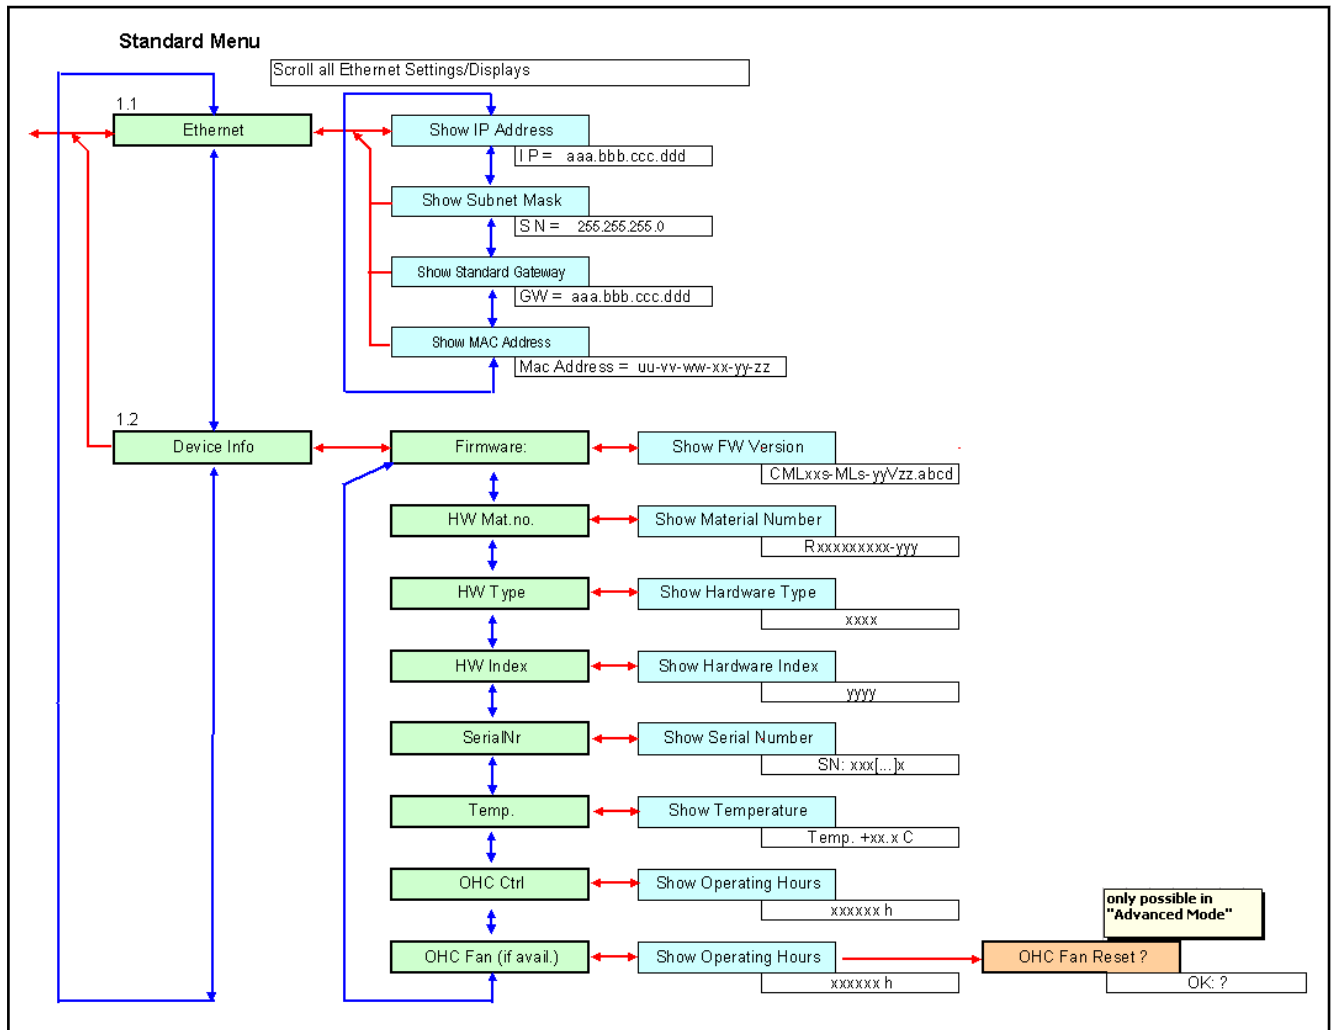 Standard Menu
Scroll all Ethernet Settings/Displays
1.1
Ethernet
Show IP Address
IP = aaa.bbb.ccc.ddd
Show Subnet Mask
SN = 255.255.255.0
Show Standard Gateway
GW = aaa.bbb.ccc.ddd
Show MAC Address
Mac Address = uu-vv-ww-xx-yy-zz
1.2
Device Info
Firmware:
Show FW Version
CMLxxs-MLs-yyVzz.abcd
HW Mat.no.
Show Material Number
Rxxxxxxxxx-yyy
HW Type
Show Hardware Type
xxxx
HW Index
Show Hardware Index
yyyy
SerialNr
Show Serial Number
SN: xxx[...]x
Temp.
Show Temperature
Temp. +xx.x C
OHC Ctrl
Show Operating Hours
xxxxxx h
only possible in
"Advanced Mode"
OHC Fan (if avail.)
Show Operating Hours
xxxxxx h
OHC Fan Reset ?
OK: ?